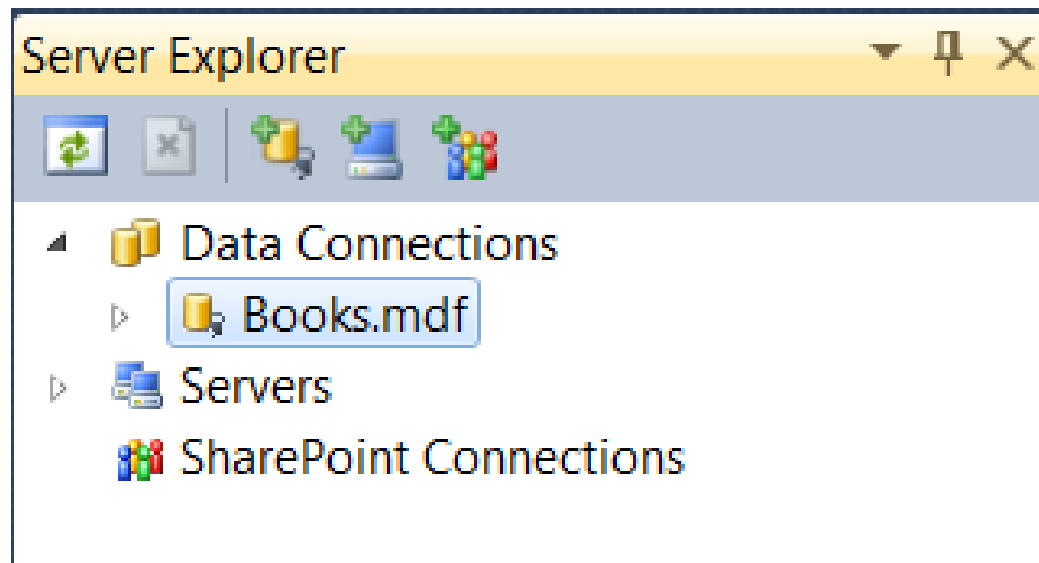 Server Explorer
Data Connections
Books.mdf
Servers
SharePoint Connections